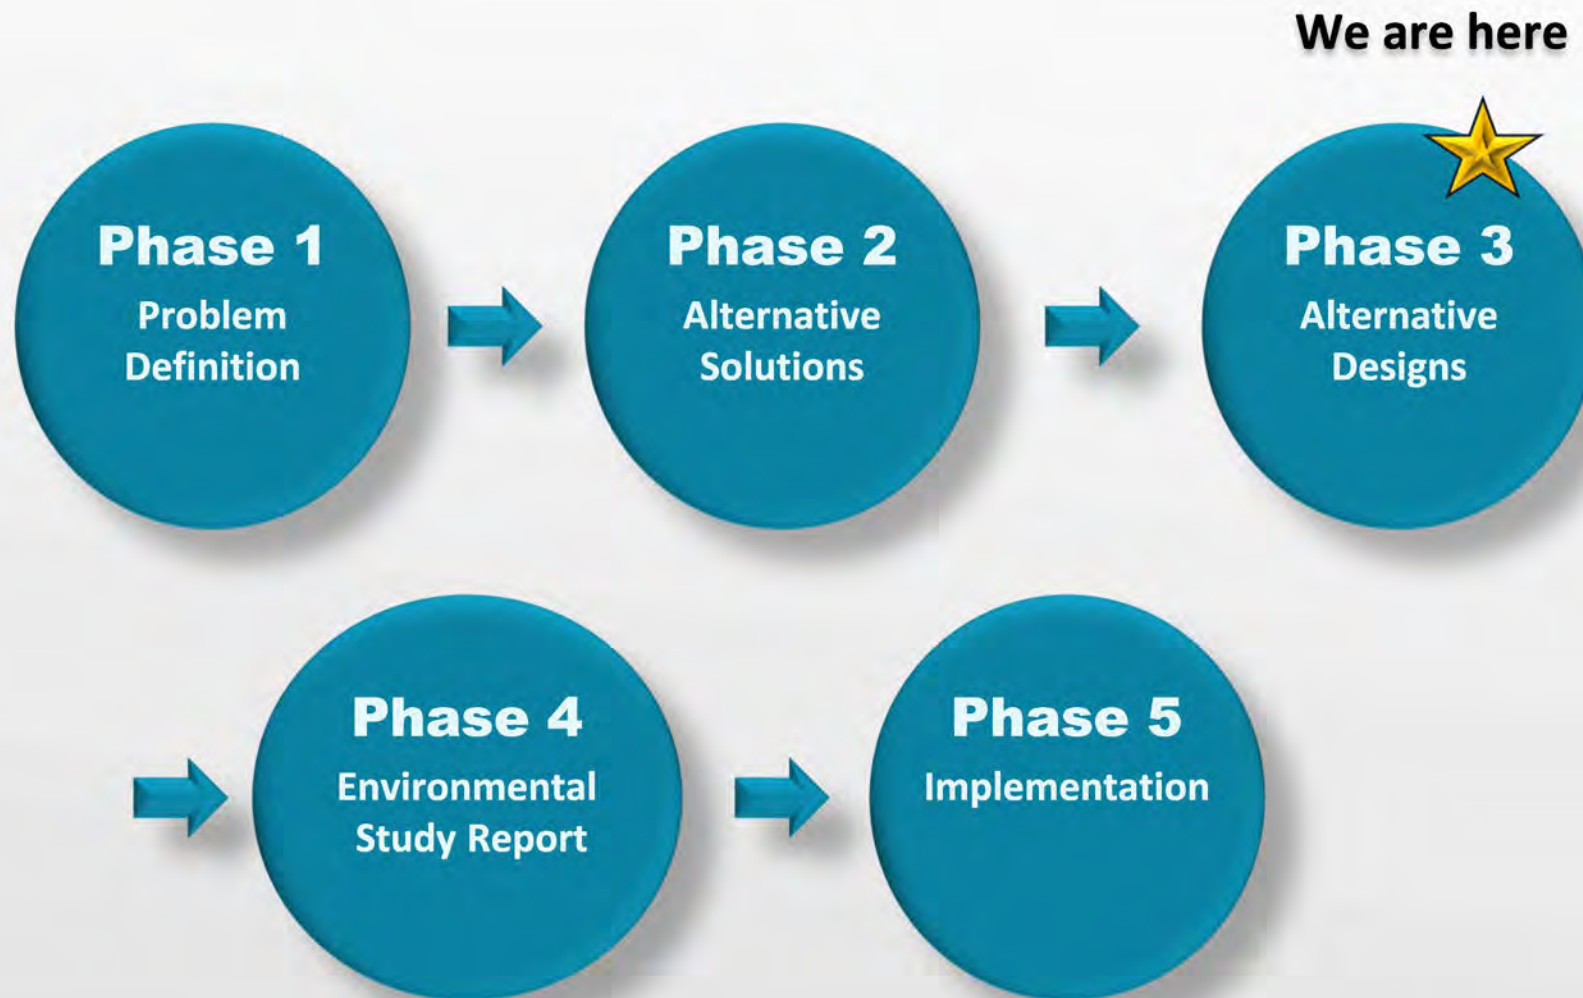 We are here
Phase 1
Problem
Definition
Phase 2
Alternative
Solutions
Phase 3
Alternative
Designs
Phase 4
Environmental
Study Report
Phase 5
Implementation